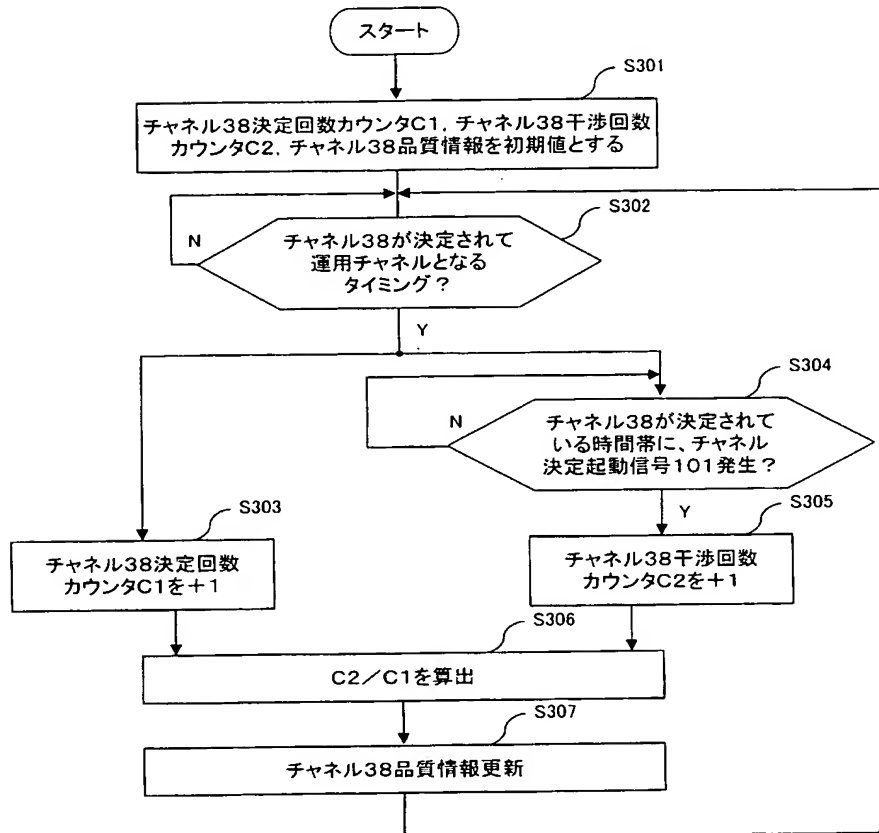 スタート
S301
チャネル38決定回数カウンタC1，チャネル38干渉回数
カウンタC2，チャネル38品質情報を初期値とする
S302
N
チャネル38が決定されて
運用チャネルとなる
タイミング？
Y
S304
N
チャネル38が決定されて
いる時間帯に、チャネル
決定起動信号101発生？
S303
Y
S305
チャネル38決定回数
カウンタC1を＋1
チャネル38干渉回数
カウンタC2を＋1
S306
C2／C1を算出
S307
チャネル38品質情報更新